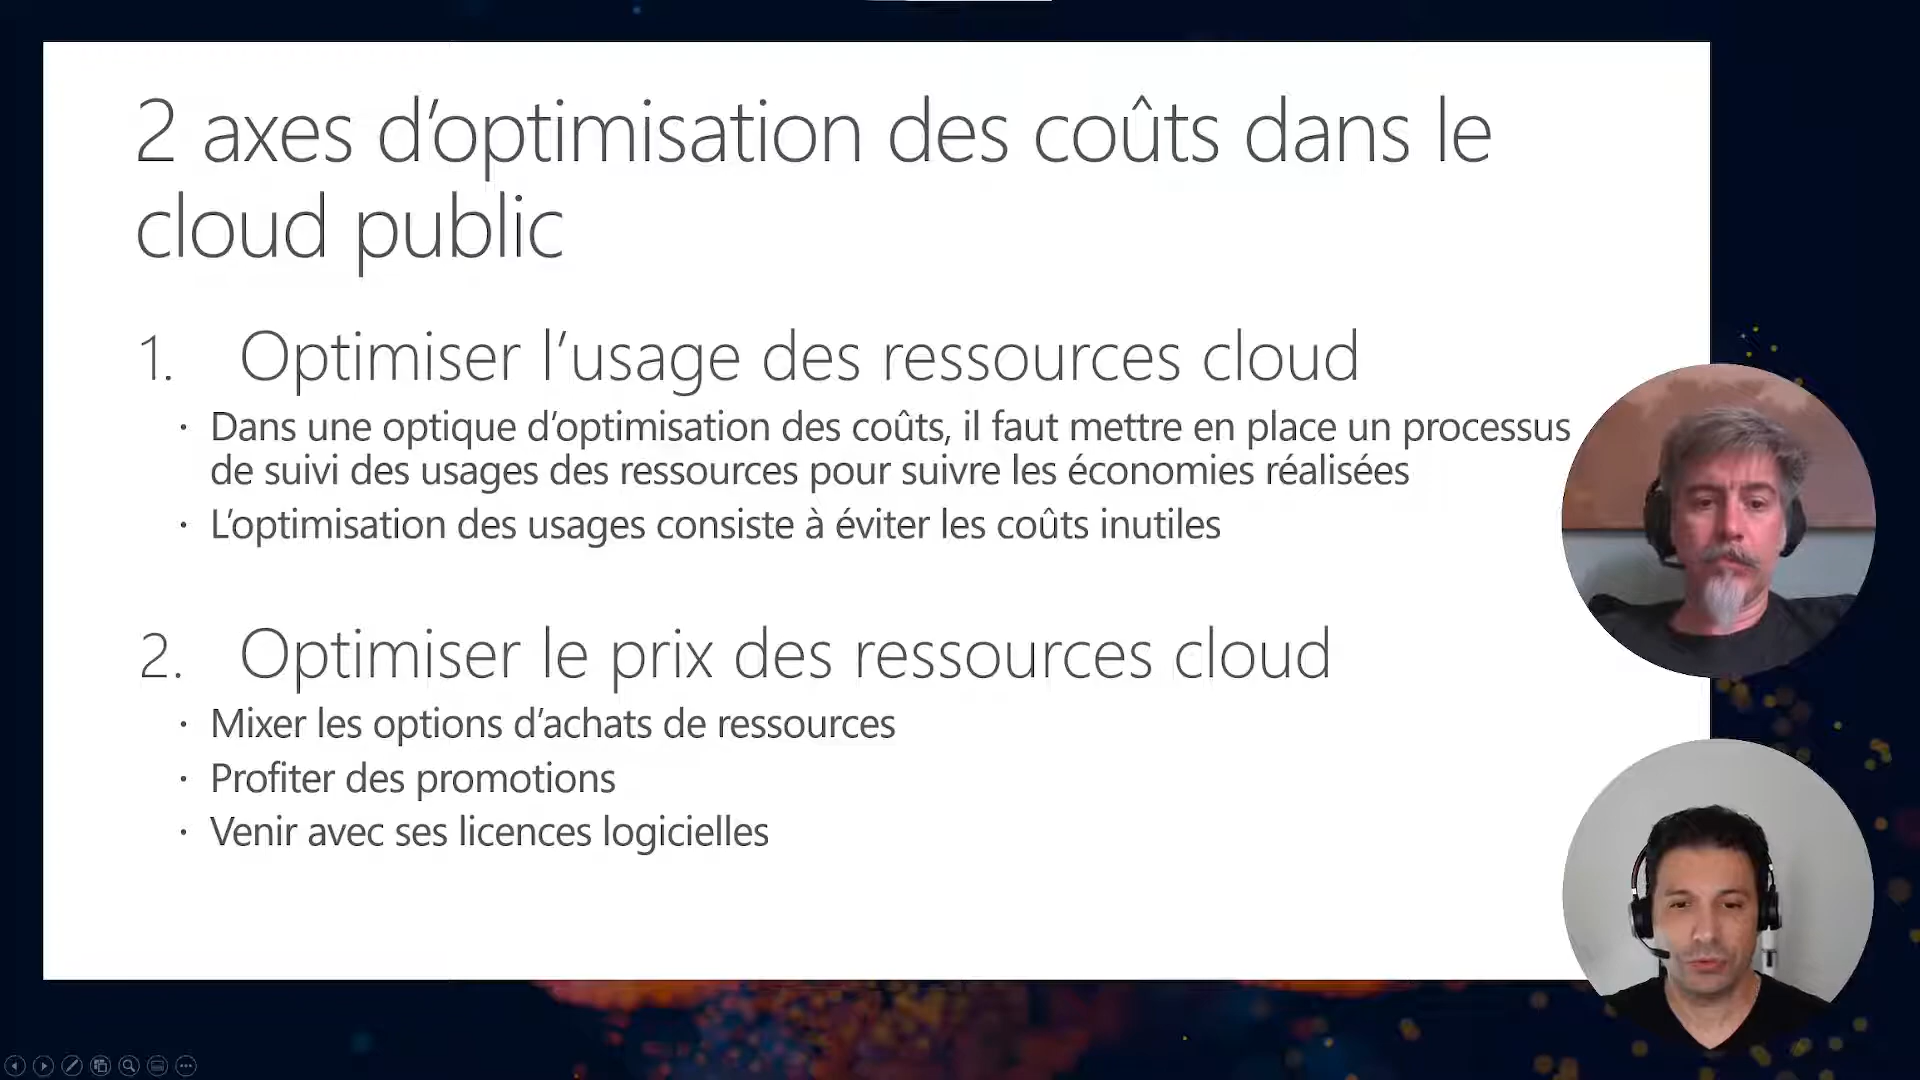 2 axes d’optimisation des coûts dans le
cloud public
1. Optimiser l’usage des ressources cloud
· Dans une optique d’optimisation des coûts, il faut mettre en place un processus
de suivi des usages des ressources pour suivre les économies réalisées
· L’optimisation des usages consiste à éviter les coûts inutiles
2. Optimiser le prix des ressources cloud
· Mixer les options d’achats de ressources
· Profiter des promotions
· Venir avec ses licences logicielles